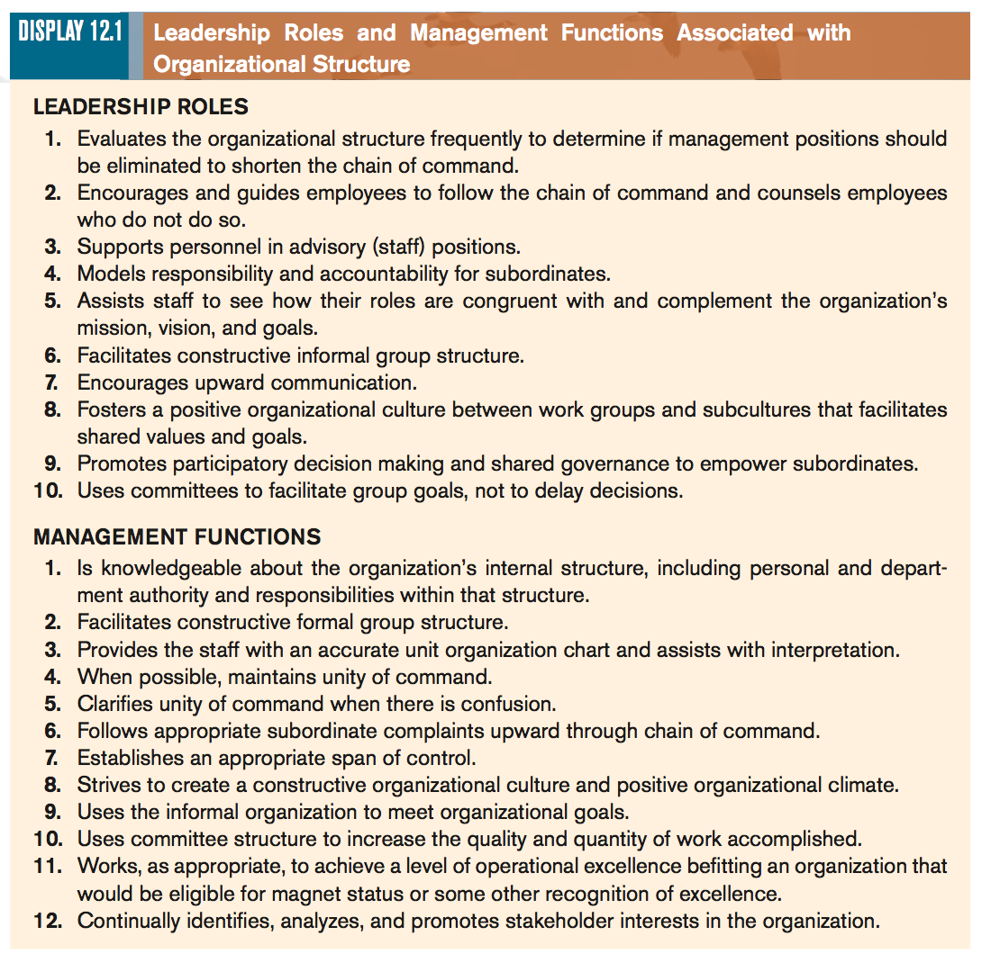 DISPLAY 12.1
Leadership Roles and Management Functions Associated with
Organizational Structure
LEADERSHIP ROLES
1. Evaluates the organizational structure frequently to determine if management positions should
be eliminated to shorten the chain of command.
2. Encourages and guides employees to follow the chain of command and counsels employees
who do not do so.
3. Supports personnel in advisory (staff) positions.
4. Models responsibility and accountability for subordinates.
5. Assists staff to see how their roles are congruent with and complement the organization's
mission, vision, and goals.
6. Facilitates constructive informal group structure.
7. Encourages upward communication.
8. Fosters a positive organizational culture between work groups and subcultures that facilitates
shared values and goals.
9. Promotes participatory decision making and shared governance to empower subordinates.
10. Uses committees to facilitate group goals, not to delay decisions.
MANAGEMENT FUNCTIONS
1. Is knowledgeable about the organization's internal structure, including personal and depart-
ment authority and responsibilities within that structure.
2. Facilitates constructive formal group structure.
3. Provides the staff with an accurate unit organization chart and assists with interpretation.
4. When possible, maintains unity of command.
5. Clarifies unity of command when there is confusion.
6. Follows appropriate subordinate complaints upward through chain of command.
7. Establishes an appropriate span of control.
8. Strives to create a constructive organizational culture and positive organizational climate.
9. Uses the informal organization to meet organizational goals.
10. Uses committee structure to increase the quality and quantity of work accomplished.
11. Works, as appropriate, to achieve a level of operational excellence befitting an organization that
would be eligible for magnet status or some other recognition of excellence.
12. Continually identifies, analyzes, and promotes stakeholder interests in the organization.